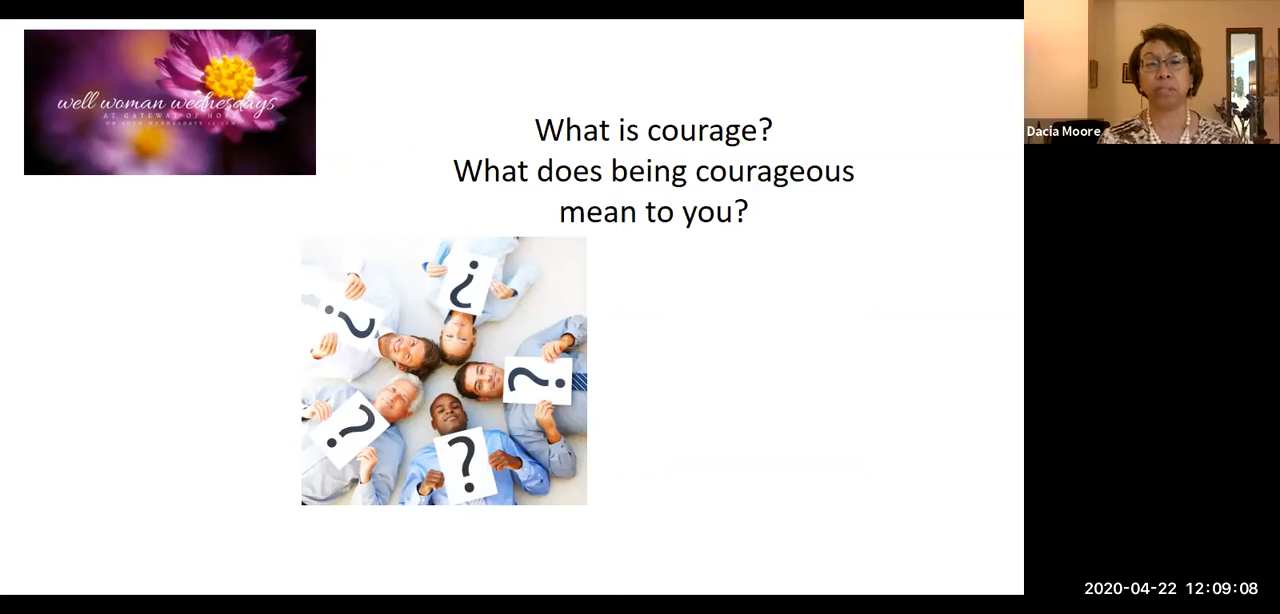 well woman wednesdays
AT GATEWAY OF HOPE
What is courage?
What does being courageous
mean to you?
?
?
?
?
?
Dacia Moore
2020-04-22 12:09:08